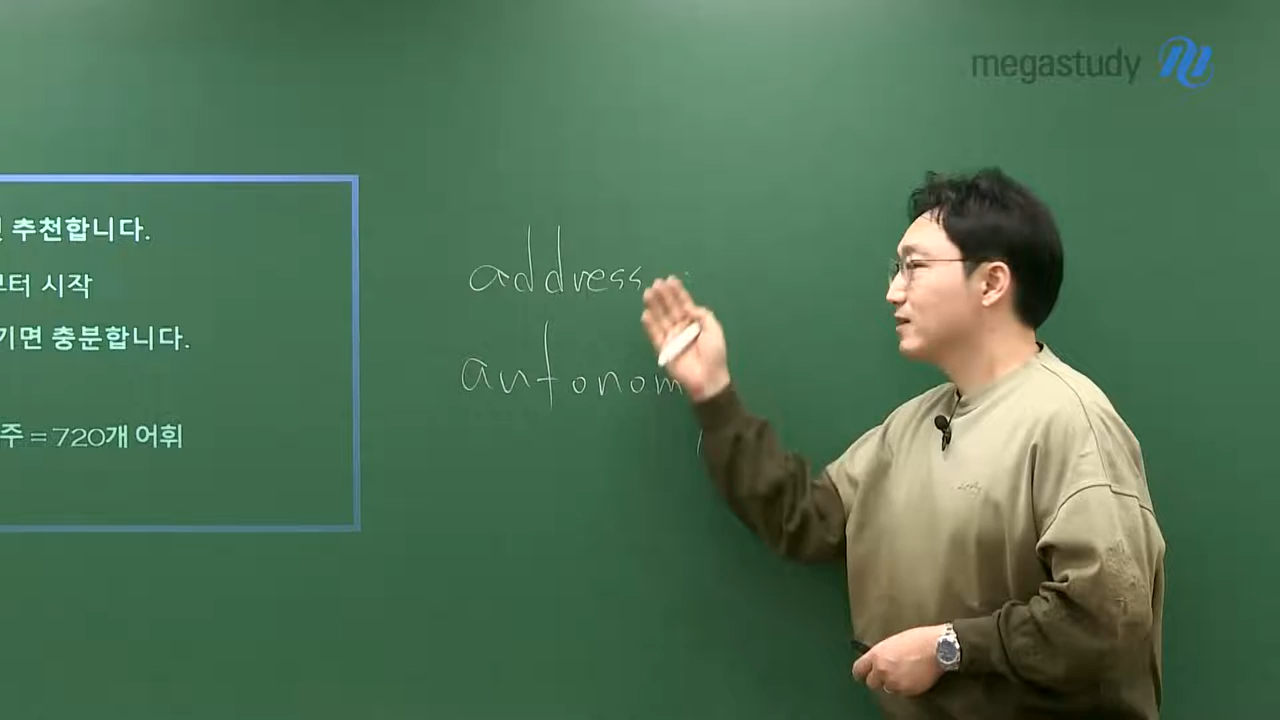 megastudy
추천합니다.
부터 시작
기면 충분합니다.
주 = 720개 어휘
address
autonom